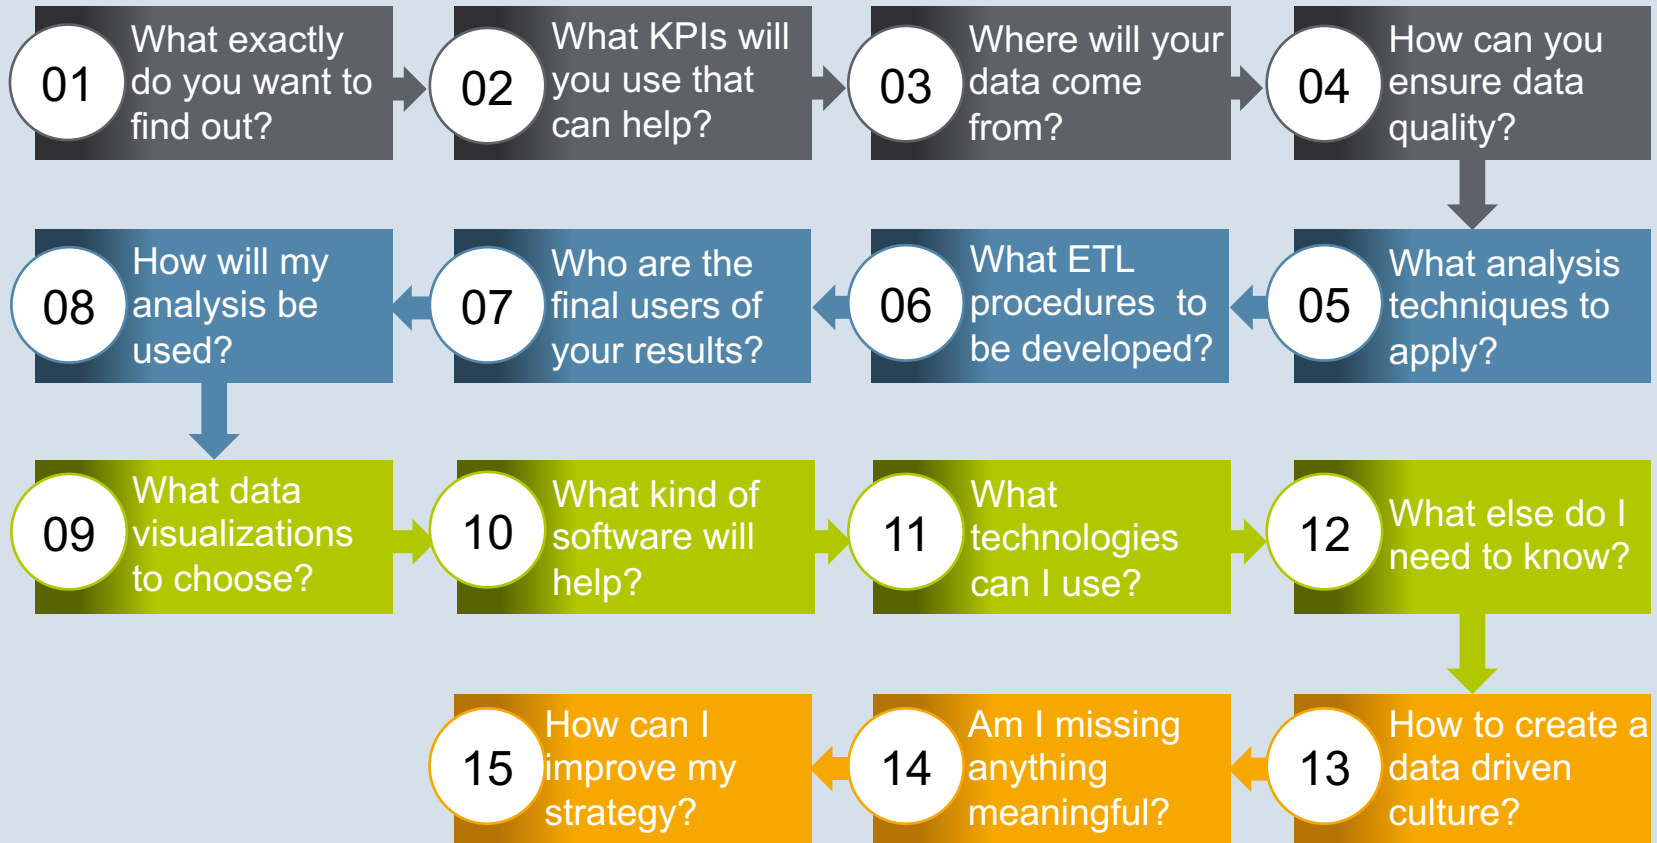 01
What exactly
do you want to
find out?
02
What KPIs will
you use that
can help?
03
Where will your
data come
from?
04
How can you
ensure data
quality?
05
What analysis
techniques to
apply?
06
What ETL
procedures to
be developed?
07
Who are the
final users of
your results?
08
How will my
analysis be
used?
09
What data
visualizations
to choose?
10
What kind of
software will
help?
11
What
technologies
can I use?
12
What else do I
need to know?
13
How to create a
data driven
culture?
14
Am I missing
anything
meaningful?
15
How can I
improve my
strategy?